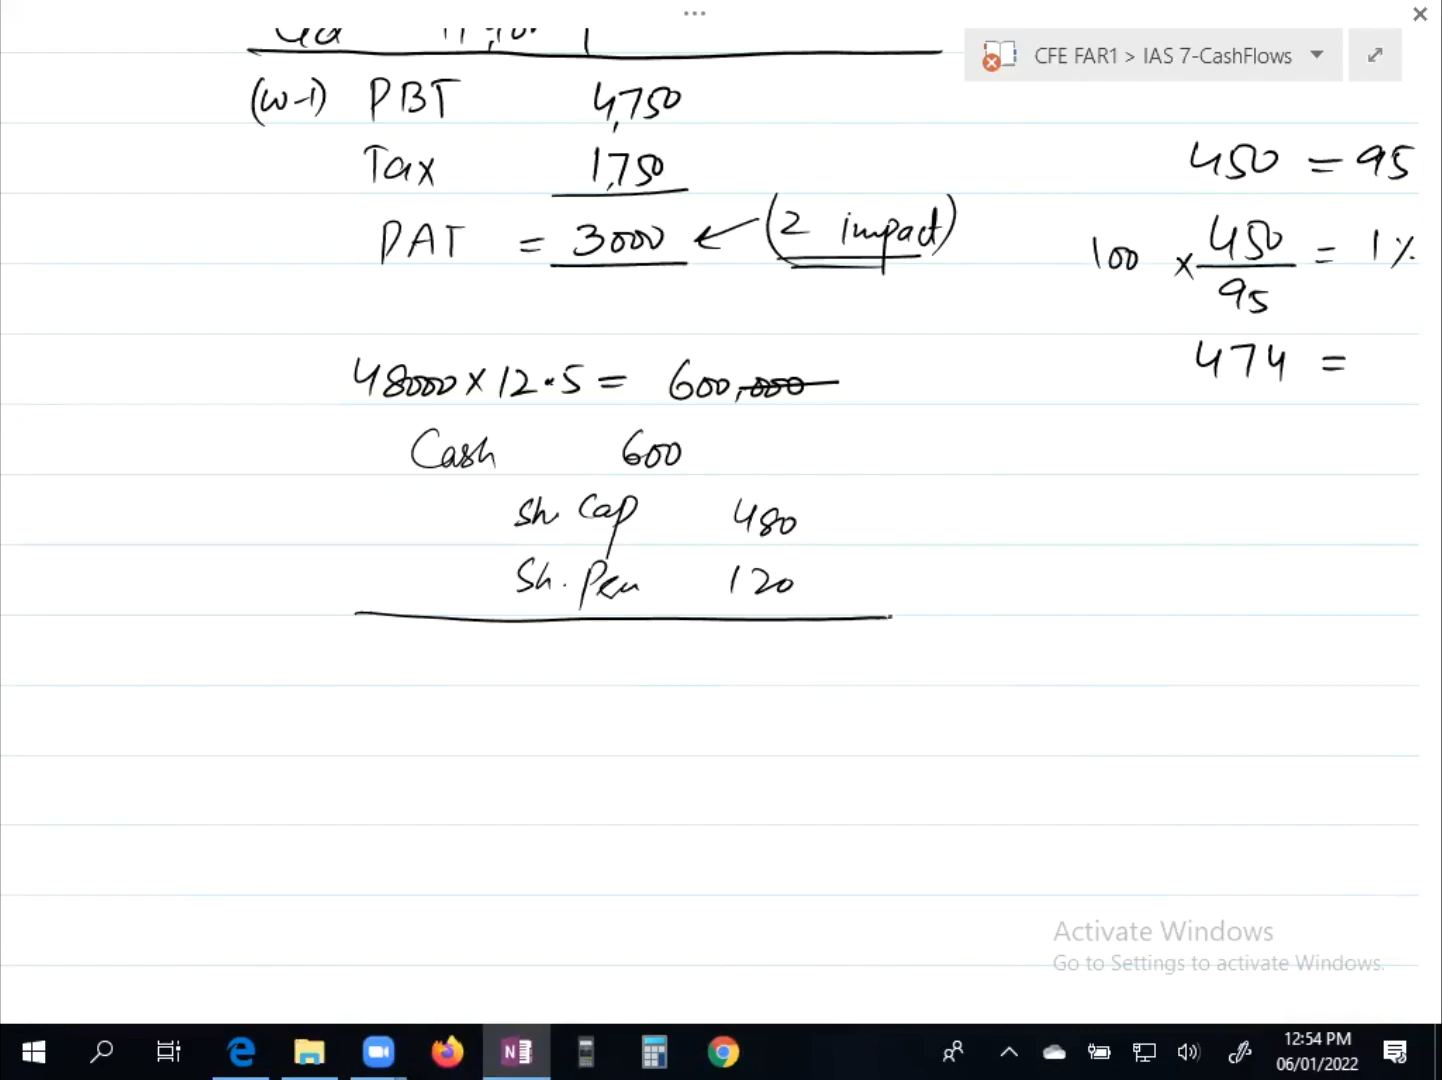 CFE FAR1 > IAS 7-CashFlows
(W-1) PBT 4,750
Tax 1,750
PAT = 3000 ← (2 impact)
450 = 95
100 × 450/95 = 1%
474 =
48000 × 12.5 = 600,000
Cash 600
Sh. Cap 480
Sh. Pem 120
Activate Windows
Go to Settings to activate Windows.
12:54 PM
06/01/2022